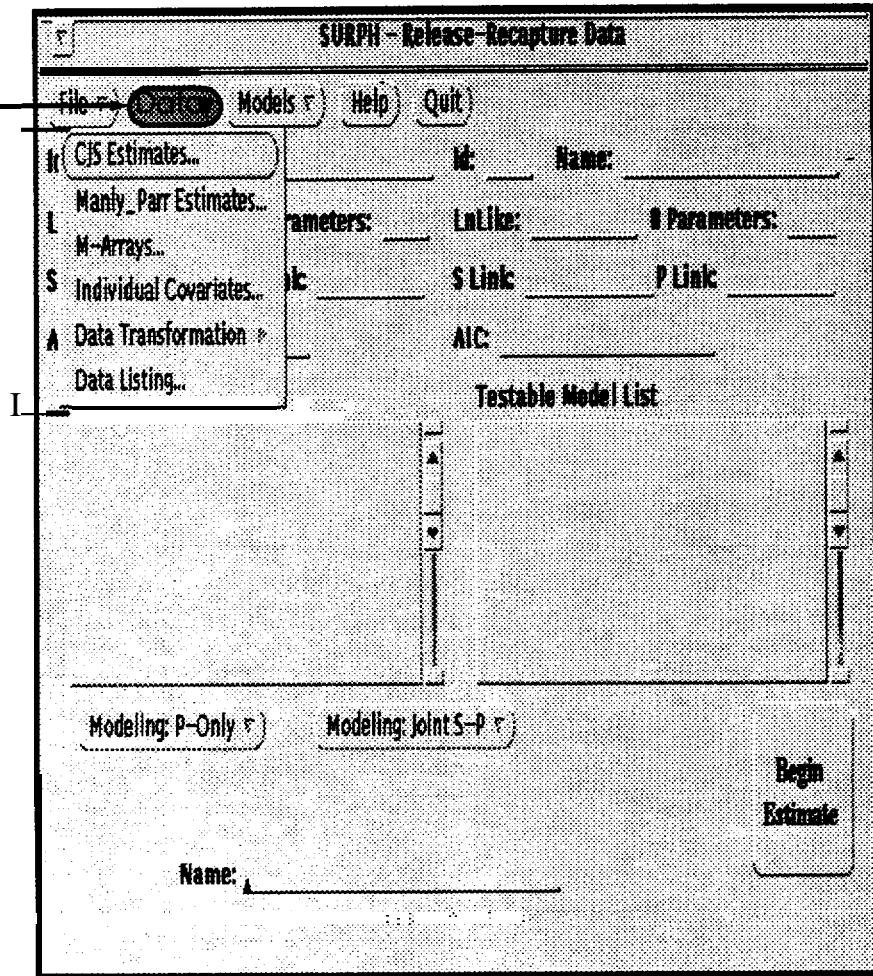 SURPH – Release–Recapture Data
File Models Help Quit
CJS Estimates...
Manly_Parr Estimates...
M-Arrays...
Individual Covariates...
Data Transformation
Data Listing...
Id: Name:
rameters: LnLike: # Parameters:
S S Link: P Link:
A AIC:
Testable Model List
Modeling: P-Only Modeling: Joint S-P
Begin
Estimate
Name: